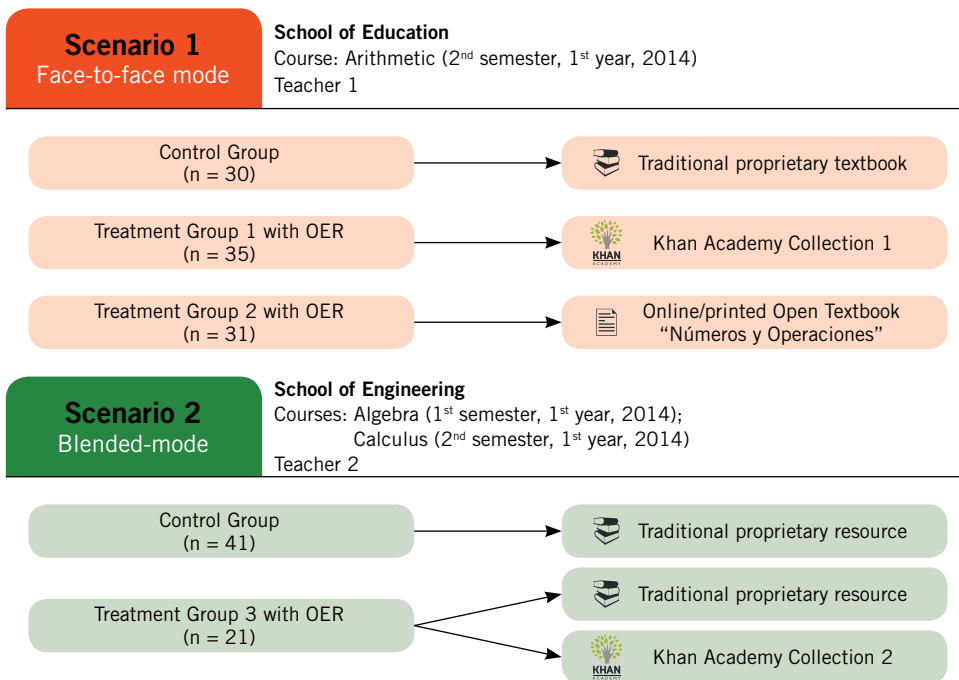 Scenario 1
Face-to-face mode
School of Education
Course: Arithmetic (2nd semester, 1st year, 2014)
Teacher 1
Control Group
(n = 30)
Traditional proprietary textbook
Treatment Group 1 with OER
(n = 35)
KHAN
ACADEMY
Khan Academy Collection 1
Treatment Group 2 with OER
(n = 31)
Online/printed Open Textbook
“Números y Operaciones”
Scenario 2
Blended-mode
School of Engineering
Courses: Algebra (1st semester, 1st year, 2014);
Calculus (2nd semester, 1st year, 2014)
Teacher 2
Control Group
(n = 41)
Traditional proprietary resource
Treatment Group 3 with OER
(n = 21)
Traditional proprietary resource
KHAN
ACADEMY
Khan Academy Collection 2